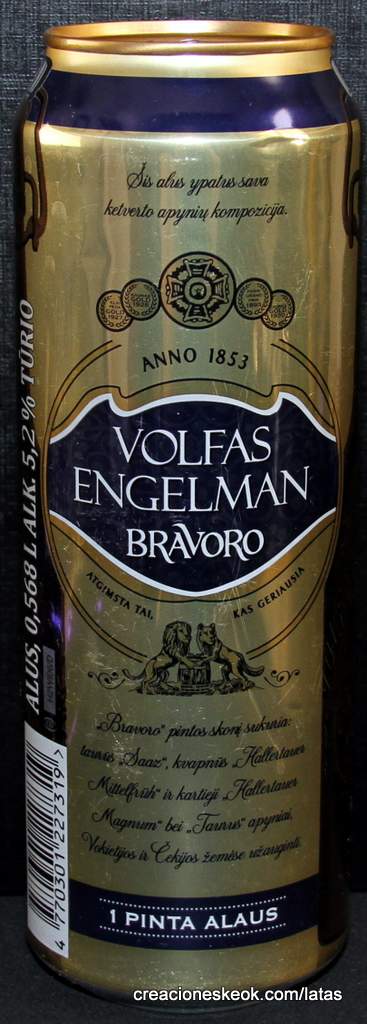 Šis alus ypatus sava
ketverto apynių kompozicija.
ANNO 1853
VOLFAS
ENGELMAN
BRAVORO
ATGIMSTA TAI, KAS GERIAUSIA
„Bravoro“ pintos skonį sukuria:
taurus „Saaz“, kvapnūs „Hallertauer
Mittelfrüh“ ir kartieji „Hallertauer
Magnum“ bei „Taurus“ apyniai,
Vokietijos ir Čekijos žemėse užauginti.
1 PINTA ALAUS
ALUS, 0,568 L ALK. 5,2 % TŪRIO
4 770301 227319 >
creacioneskeok.com/latas